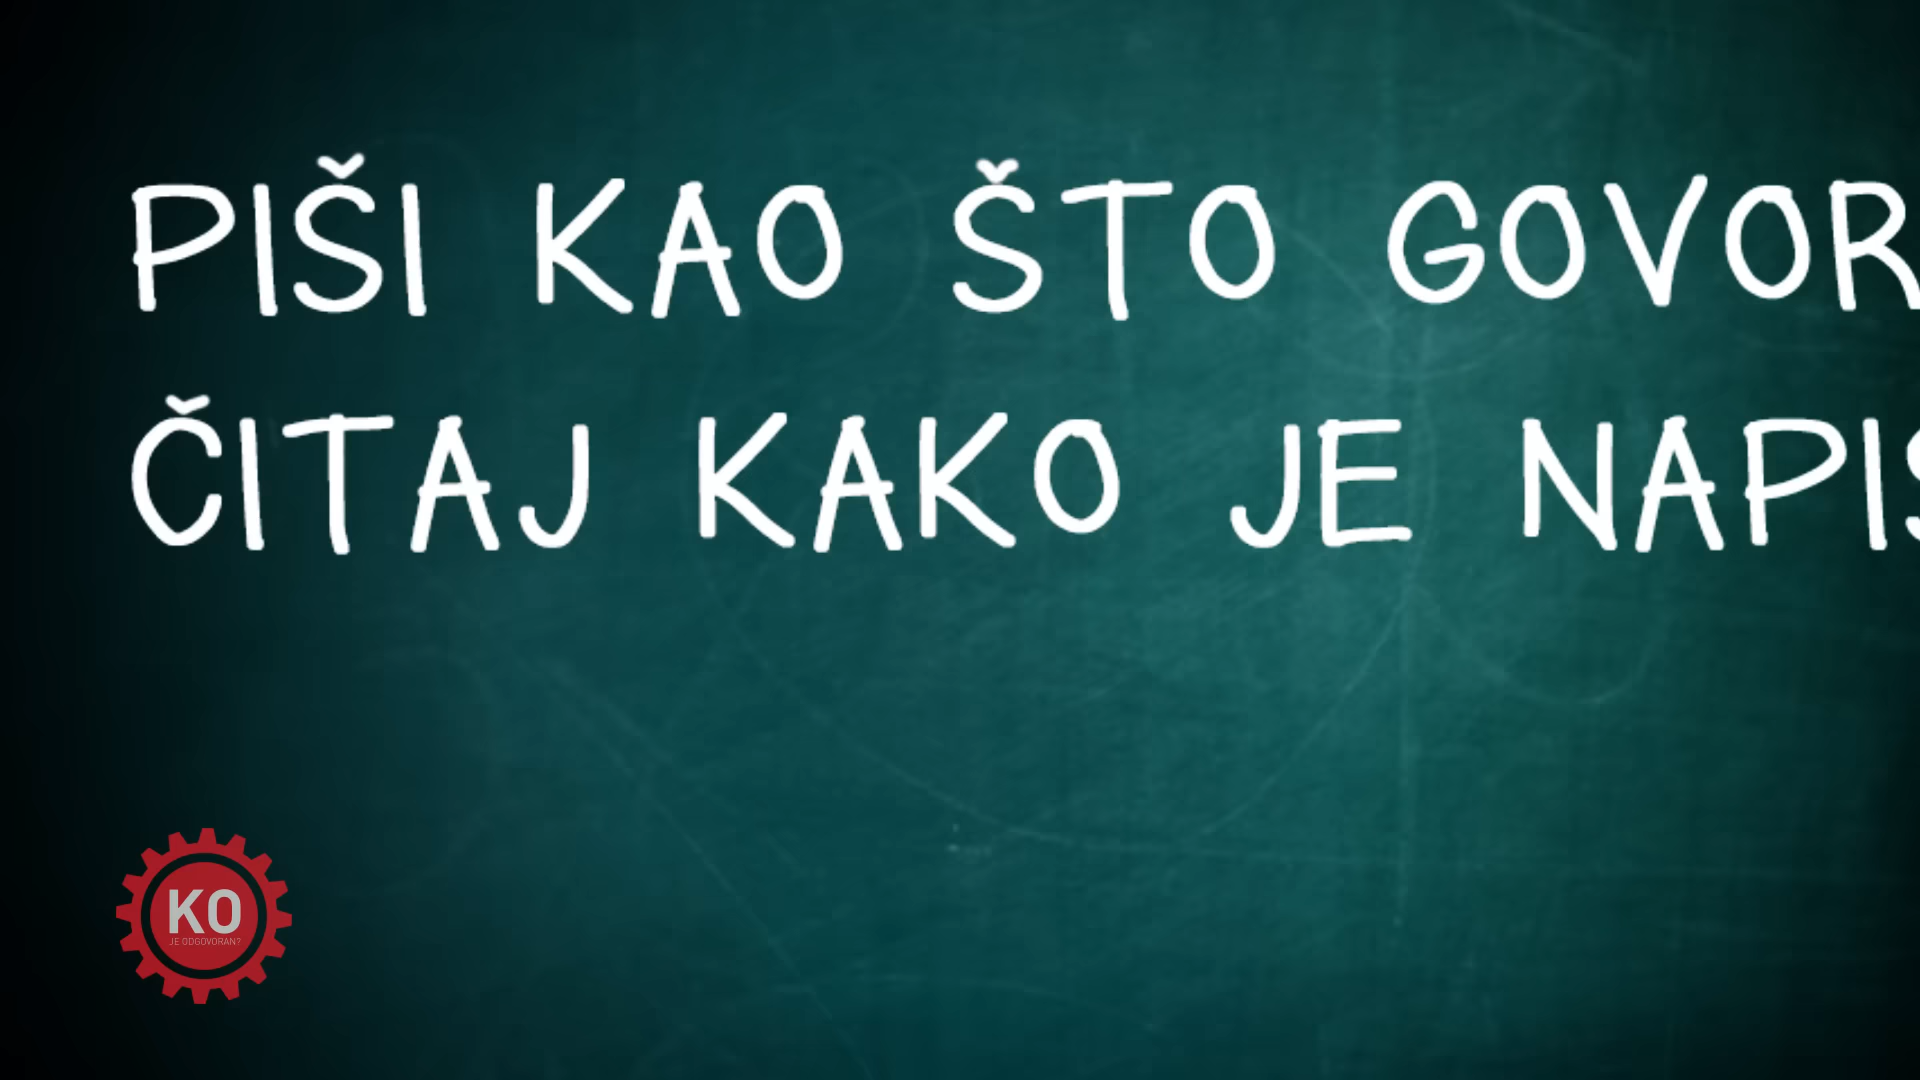 PIŠI KAO ŠTO GOVOR
ČITAJ KAKO JE NAPIS
KO
JE ODGOVORAN?